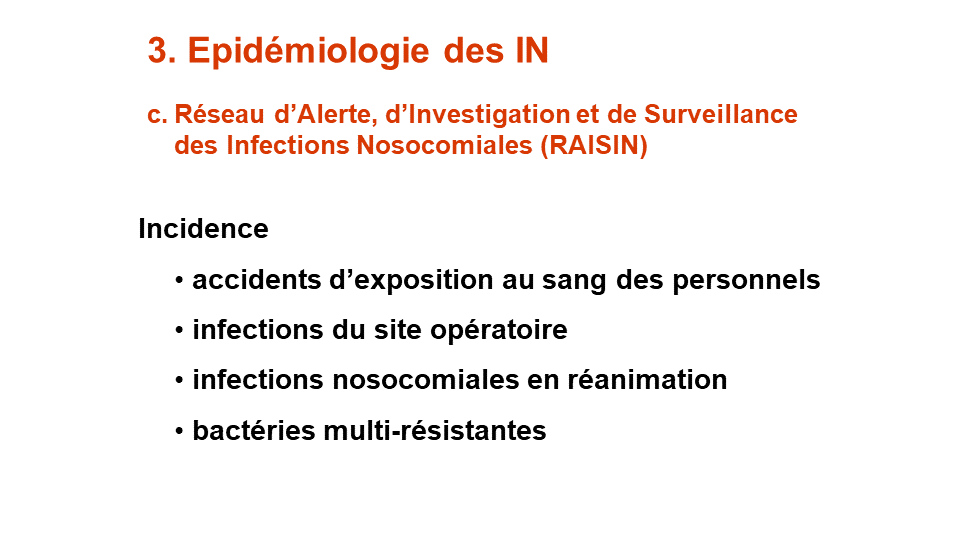 3. Epidémiologie des IN
c. Réseau d’Alerte, d’Investigation et de Surveillance
des Infections Nosocomiales (RAISIN)
Incidence
• accidents d’exposition au sang des personnels
• infections du site opératoire
• infections nosocomiales en réanimation
• bactéries multi-résistantes